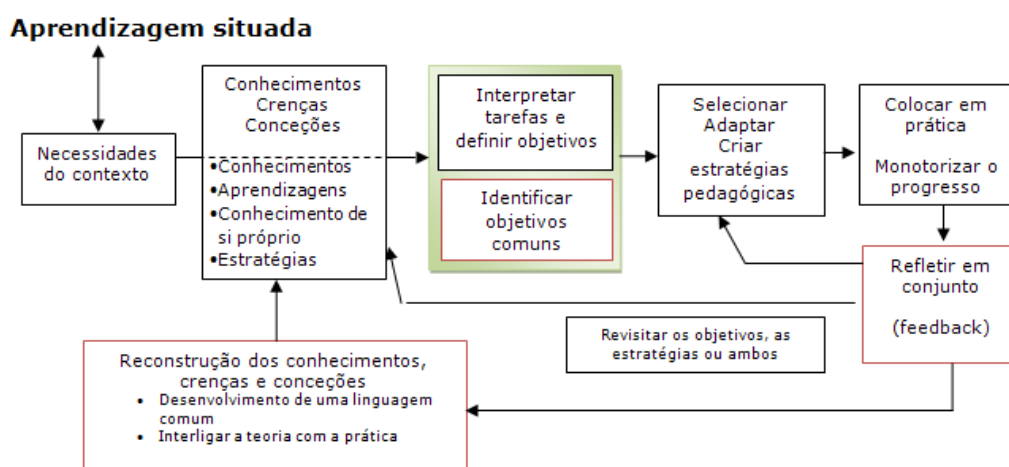 Aprendizagem situada
Necessidades
do contexto
Conhecimentos
Crenças
Conceções
•Conhecimentos
•Aprendizagens
•Conhecimento de
si próprio
•Estratégias
Interpretar
tarefas e
definir objetivos
Identificar
objetivos
comuns
Selecionar
Adaptar
Criar
estratégias
pedagógicas
Colocar em
prática
Monotorizar o
progresso
Refletir em
conjunto
(feedback)
Revisitar os objetivos, as
estratégias ou ambos
Reconstrução dos conhecimentos,
crenças e conceções
• Desenvolvimento de uma linguagem
comum
• Interligar a teoria com a prática